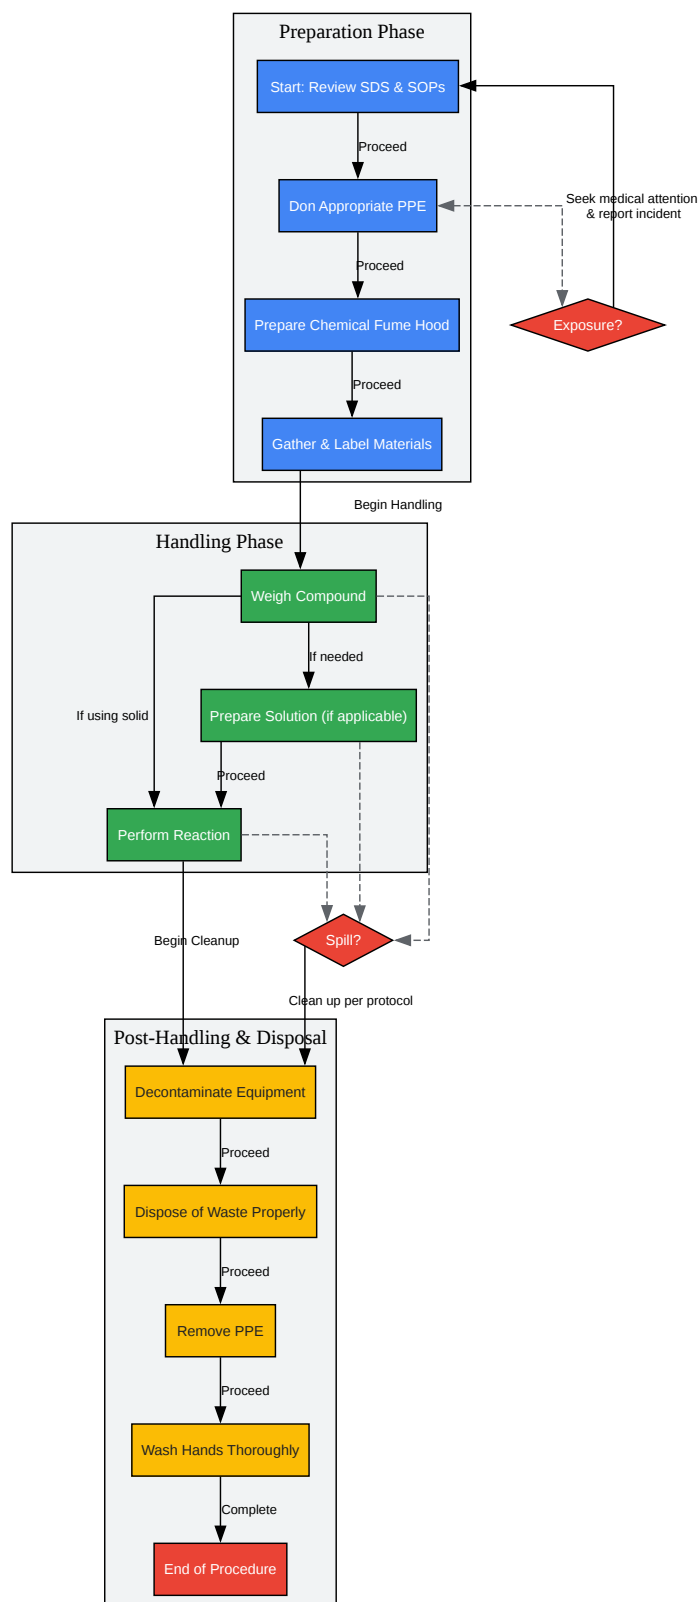 Preparation Phase
Start: Review SDS & SOPs
Proceed
Seek medical attention
& report incident
Don Appropriate PPE
Proceed
Prepare Chemical Fume Hood
Exposure?
Proceed
Gather & Label Materials
Begin Handling
Handling Phase
Weigh Compound
If needed
If using solid
Prepare Solution (if applicable)
Proceed
Perform Reaction
Begin Cleanup
Spill?
Clean up per protocol
Post-Handling & Disposal
Decontaminate Equipment
Proceed
Dispose of Waste Properly
Proceed
Remove PPE
Proceed
Wash Hands Thoroughly
Complete
End of Procedure